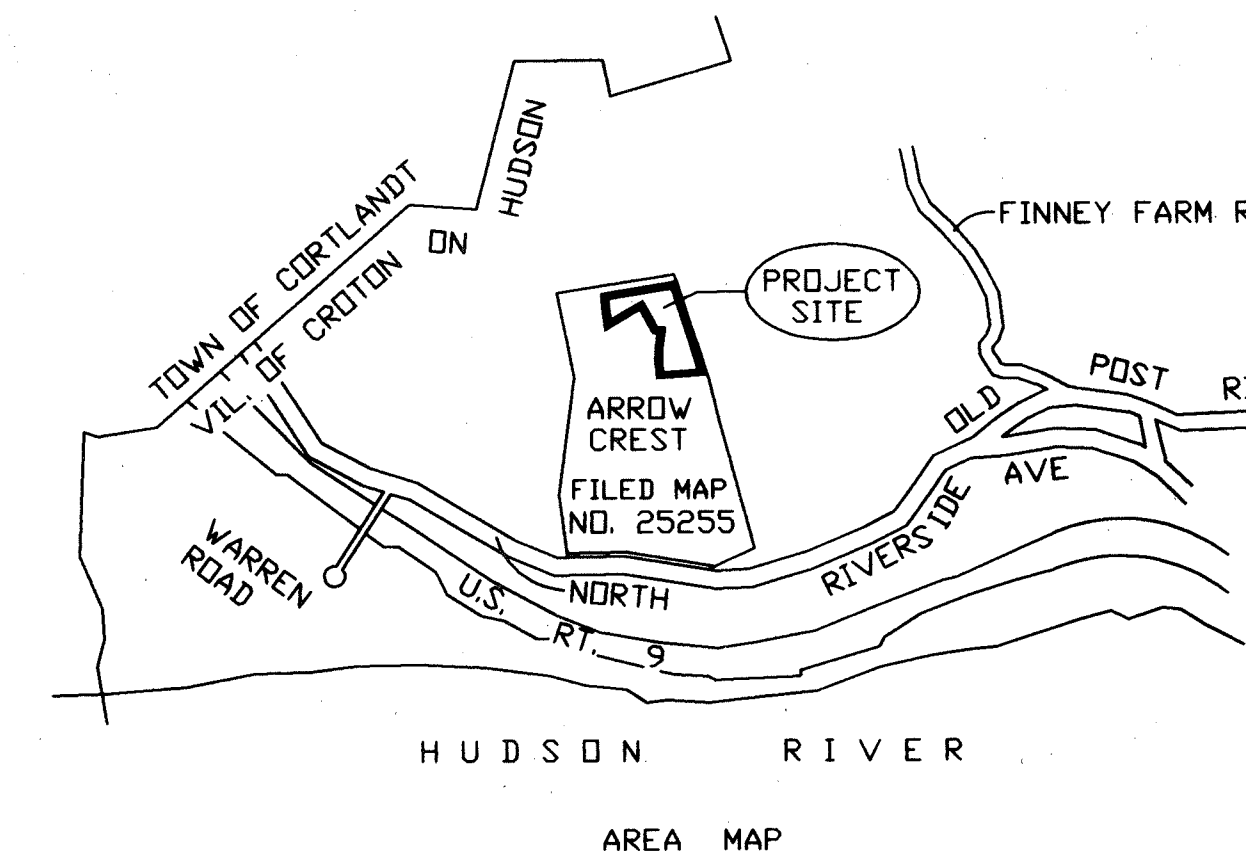 TOWN OF CORTLANDT
VIL. OF CROTON ON HUDSON
FINNEY FARM R
PROJECT
SITE
ARROW
CREST
FILED MAP
NO. 25255
OLD POST R
WARREN
ROAD
NORTH RIVERSIDE AVE
U.S. RT. 9
HUDSON RIVER
AREA MAP